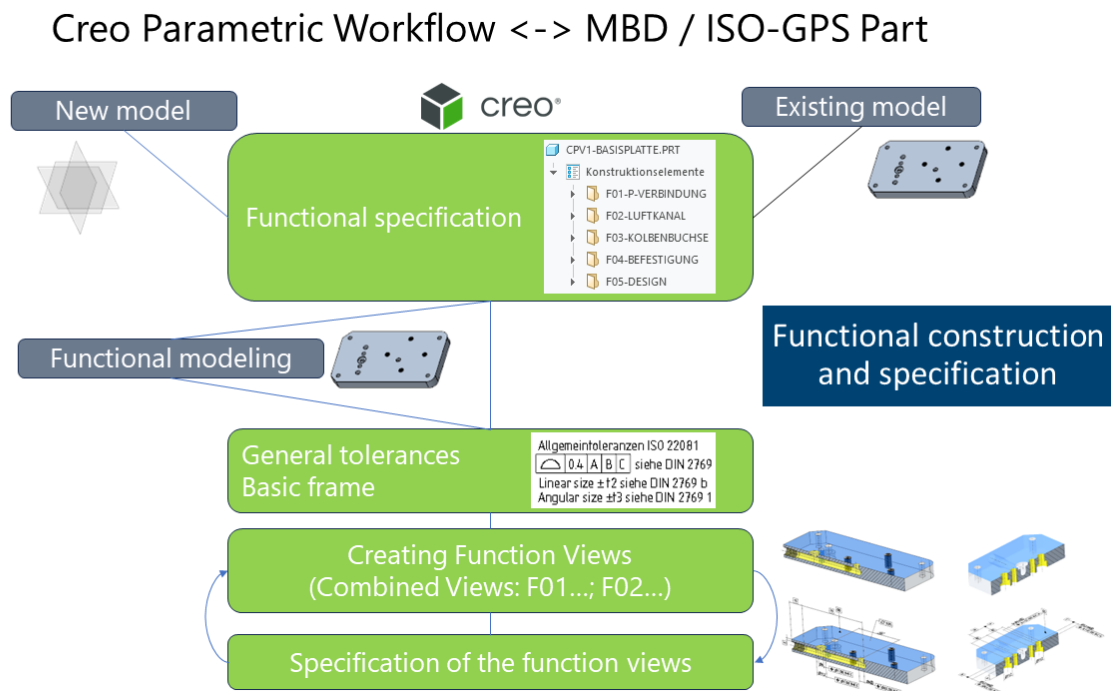 Creo Parametric Workflow <-> MBD / ISO-GPS Part
New model
creo®
Existing model
Functional specification
CPV1-BASISPLATTE.PRT
Konstruktionselemente
F01-P-VERBINDUNG
F02-LUFTKANAL
F03-KOLBENBUCHSE
F04-BEFESTIGUNG
F05-DESIGN
Functional modeling
Functional construction
and specification
General tolerances
Basic frame
Allgemeintoleranzen ISO 22081
⌓ 0.4 A B C siehe DIN 2769
Linear size ±t2 siehe DIN 2769 b
Angular size ±t3 siehe DIN 2769 1
Creating Function Views
(Combined Views: F01...; F02...)
Specification of the function views